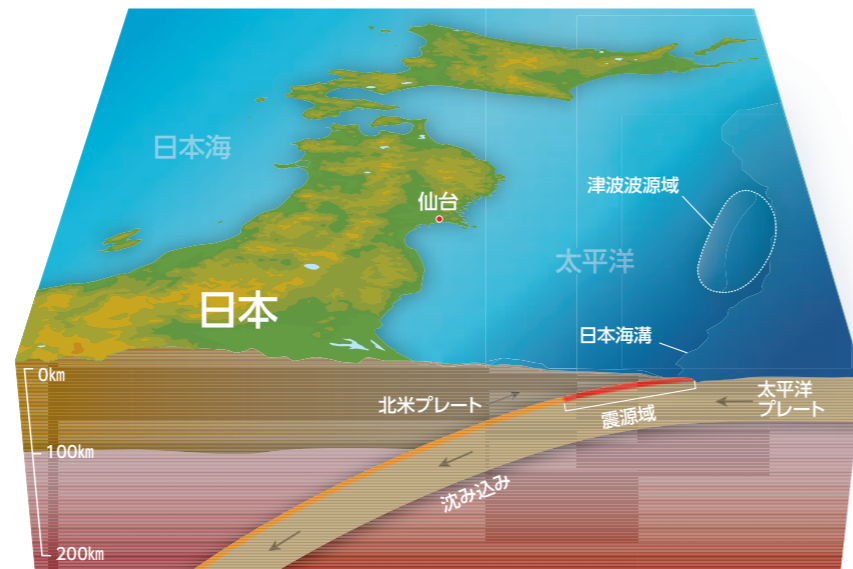 日本海
仙台
津波波源域
太平洋
日本
日本海溝
0km
北米プレート
震源域
太平洋
プレート
100km
沈み込み
200km